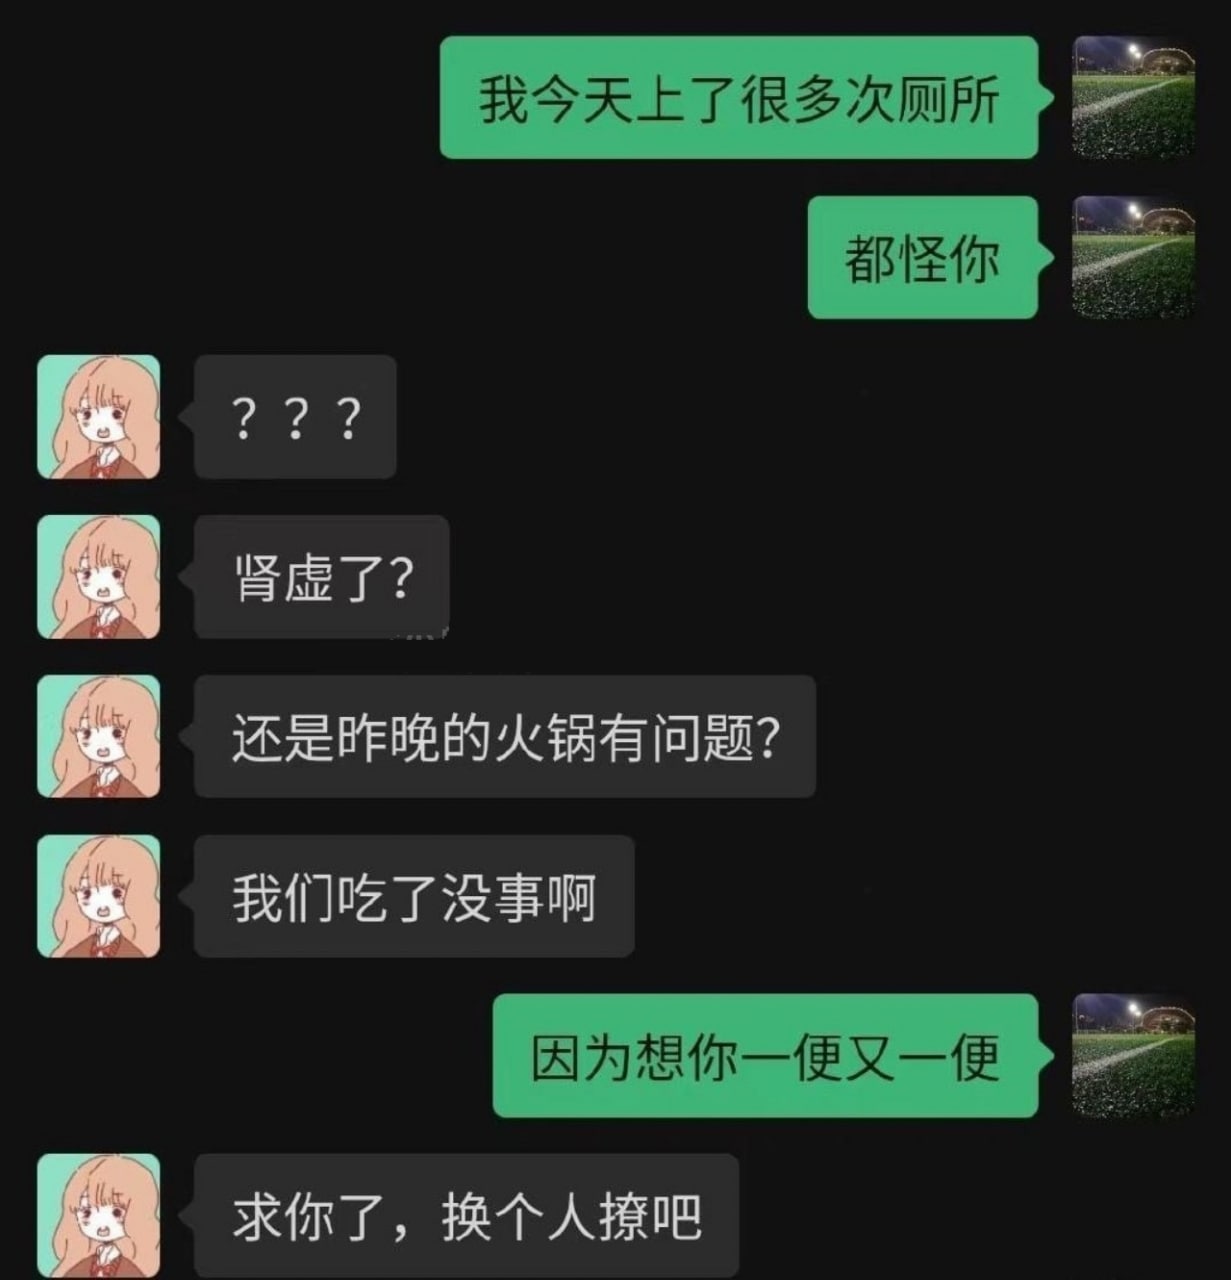 我今天上了很多次厕所
都怪你
？？？
肾虚了？
还是昨晚的火锅有问题？
我们吃了没事啊
因为想你一便又一便
求你了，换个人撩吧